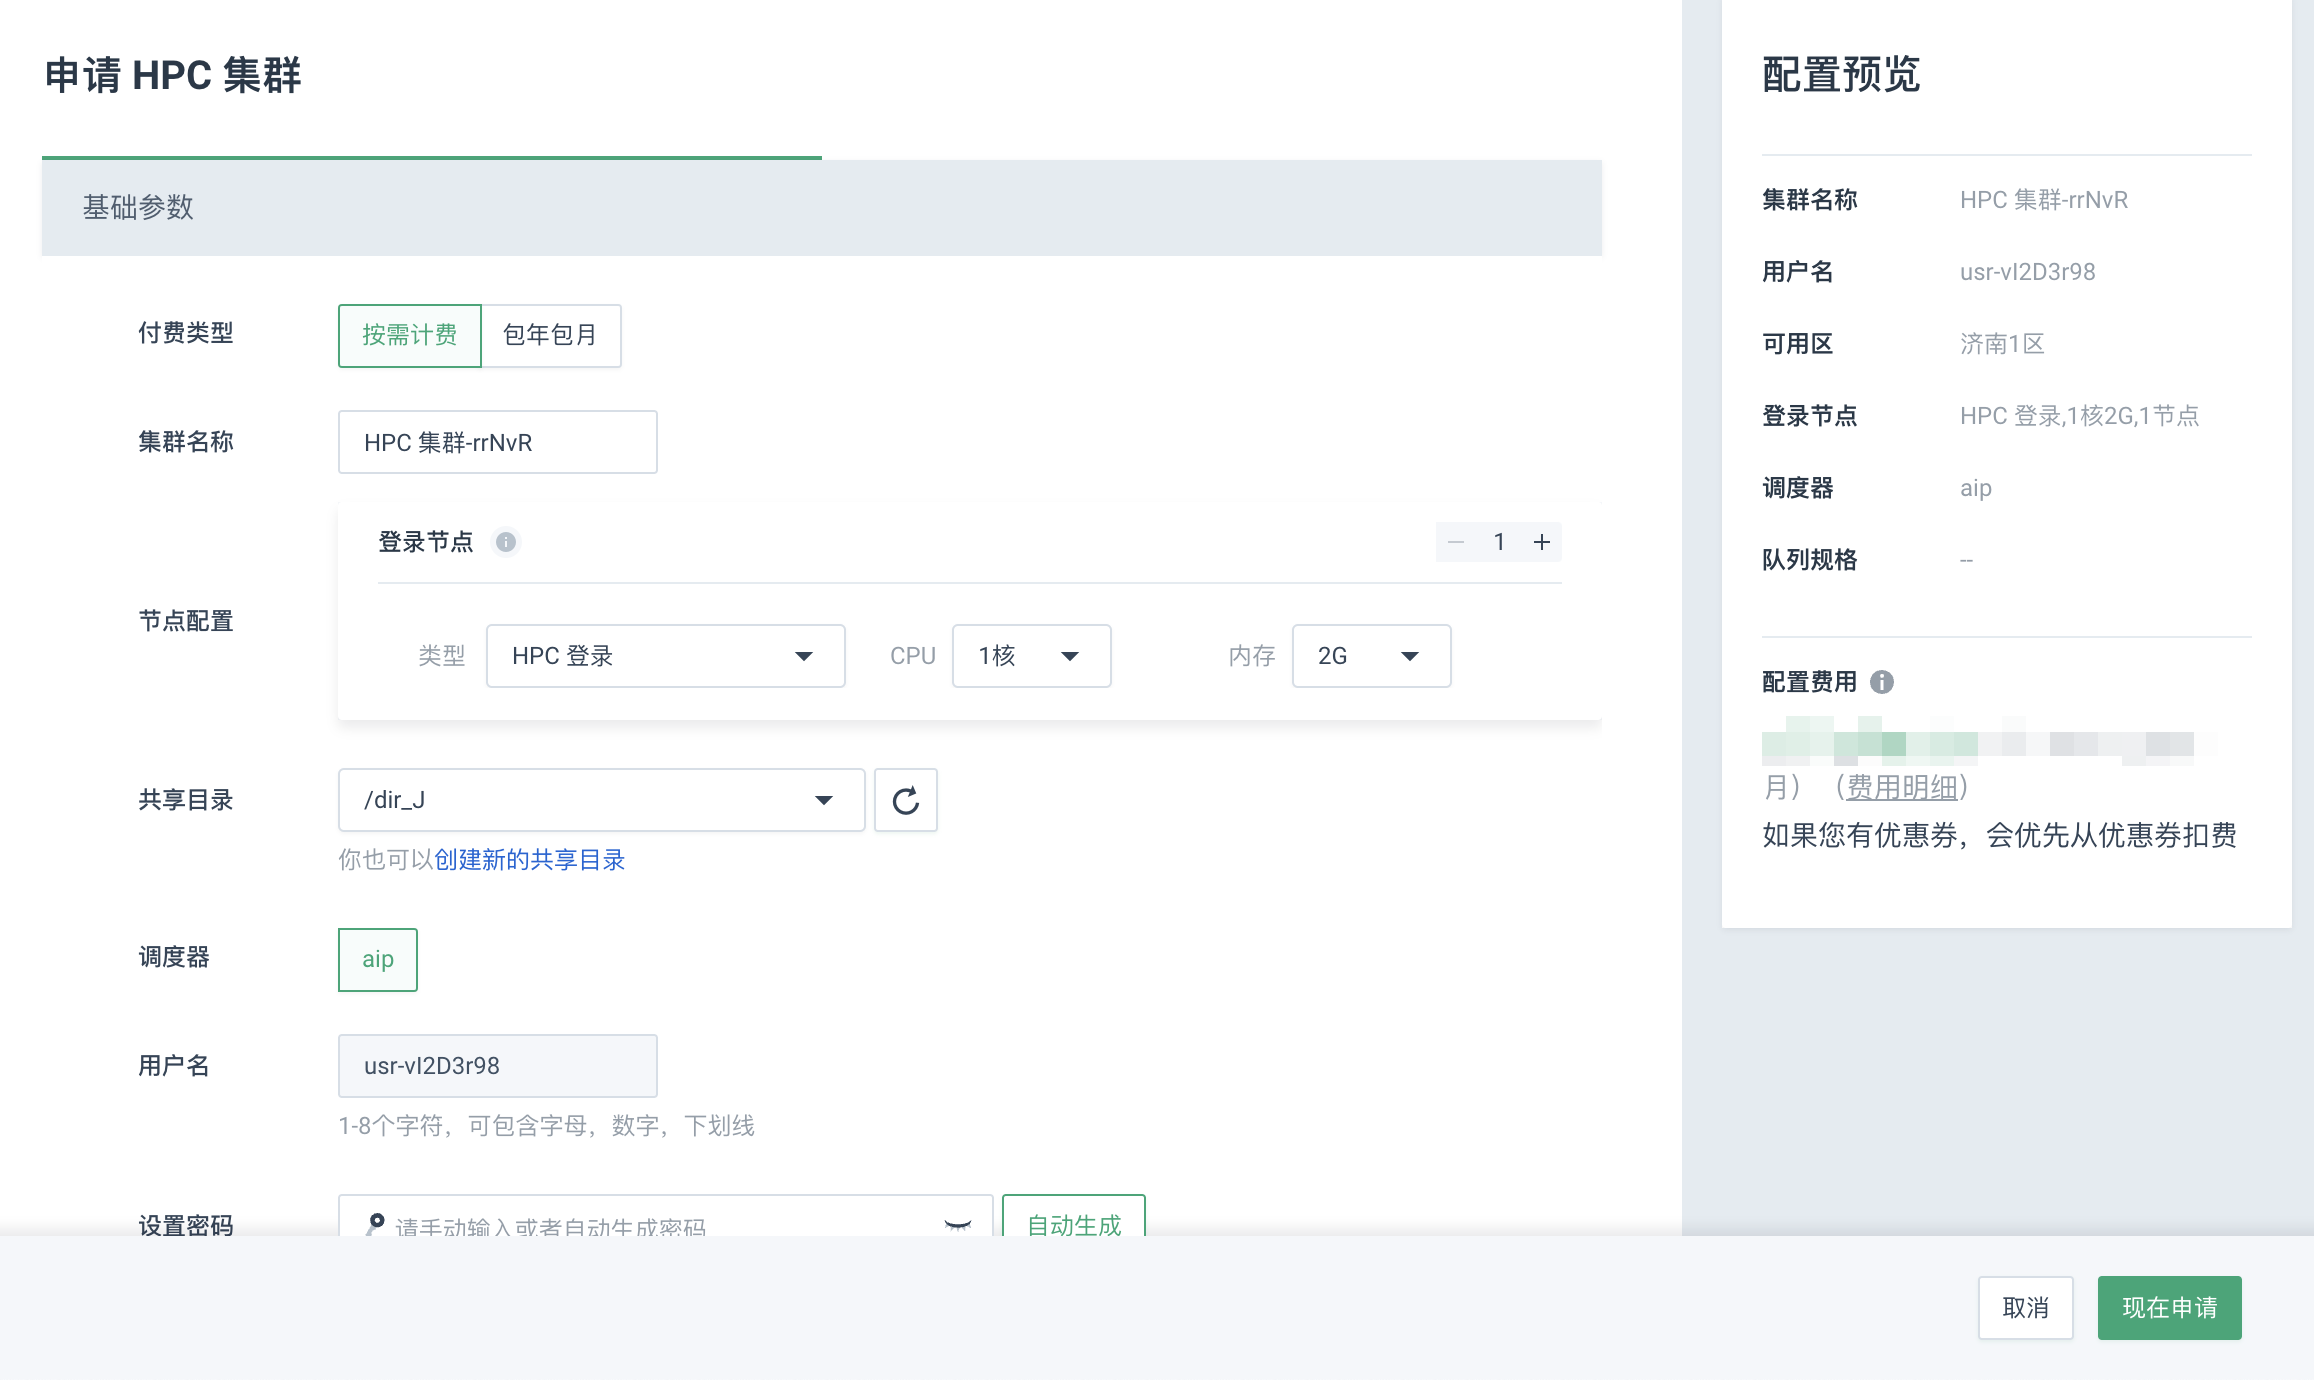 申请 HPC 集群
基础参数
付费类型
按需计费
包年包月
集群名称
HPC 集群-rrNvR
节点配置
登录节点
1
类型
HPC 登录
CPU
1核
内存
2G
共享目录
/dir_J
你也可以创建新的共享目录
调度器
aip
用户名
usr-vI2D3r98
1-8个字符，可包含字母，数字，下划线
设置密码
请手动输入或者自动生成密码
自动生成
配置预览
集群名称 HPC 集群-rrNvR
用户名 usr-vI2D3r98
可用区 济南1区
登录节点 HPC 登录,1核2G,1节点
调度器 aip
队列规格 --
配置费用
月）（费用明细）
如果您有优惠券，会优先从优惠券扣费
取消
现在申请